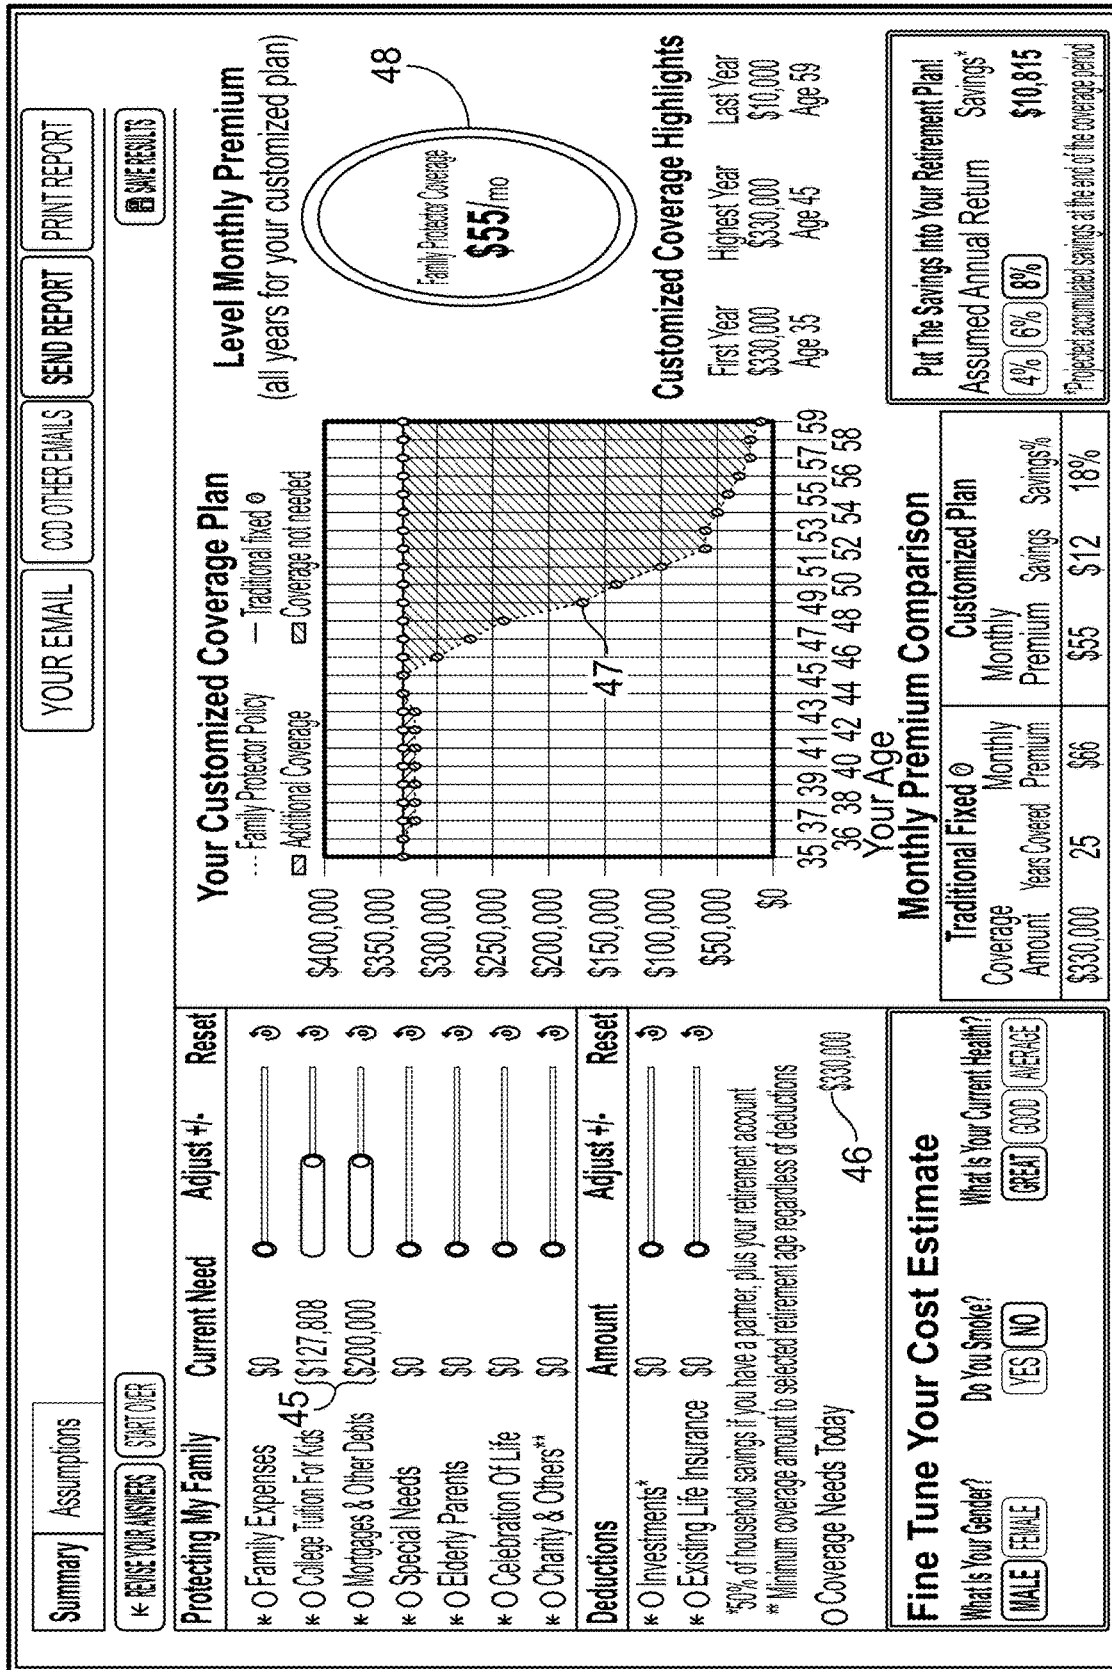 Summary
Assumptions
YOUR EMAIL
CCD OTHER EMAILS
SEND REPORT
PRINT REPORT
REVISE YOUR ANSWERS
START OVER
SAVE RESULTS
Protecting My Family Current Need Adjust +/- Reset
* O Family Expenses $0
* O College Tuition For Kids $127,808
45
* O Mortgages & Other Debts $200,000
* O Special Needs $0
* O Elderly Parents $0
* O Celebration Of Life $0
* O Charity & Others** $0
Deductions Amount Adjust +/- Reset
* O Investments* $0
* O Existing Life Insurance $0
*50% of household savings if you have a partner, plus your retirement account
** Minimum coverage amount to selected retirement age regardless of deductions
O Coverage Needs Today $330,000
46
Fine Tune Your Cost Estimate
What Is Your Gender? Do You Smoke? What Is Your Current Health?
MALE FEMALE YES NO GREAT GOOD AVERAGE
Your Customized Coverage Plan
--- Family Protector Policy — Traditional fixed
Additional Coverage Coverage not needed
$400,000
$350,000
$300,000
$250,000
$200,000
$150,000
$100,000
$50,000
$0
47
35 37 39 41 43 45 47 49 51 53 55 57 59
36 38 40 42 44 46 48 50 52 54 56 58
Your Age
Level Monthly Premium
(all years for your customized plan)
Family Protector Coverage
$55/mo
48
Customized Coverage Highlights
First Year Highest Year Last Year
$330,000 $330,000 $10,000
Age 35 Age 45 Age 59
Monthly Premium Comparison
Traditional Fixed Customized Plan
Coverage Amount Years Covered Monthly Premium Monthly Premium Savings Savings%
$330,000 25 $66 $55 $12 18%
Put The Savings Into Your Retirement Plan!
Assumed Annual Return Savings*
4% 6% 8% $10,815
*Projected accumulated savings at the end of the coverage period